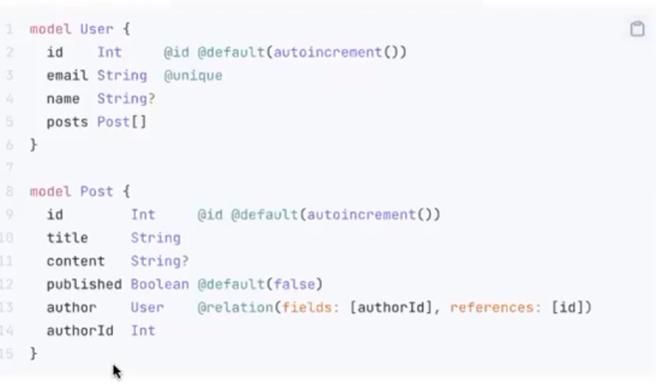 1 model User {
2   id    Int     @id @default(autoincrement())
3   email String  @unique
4   name  String?
5   posts Post[]
6 }
7
8 model Post {
9   id        Int     @id @default(autoincrement())
10   title     String
11   content   String?
12   published Boolean @default(false)
13   author    User    @relation(fields: [authorId], references: [id])
14   authorId  Int
15 }